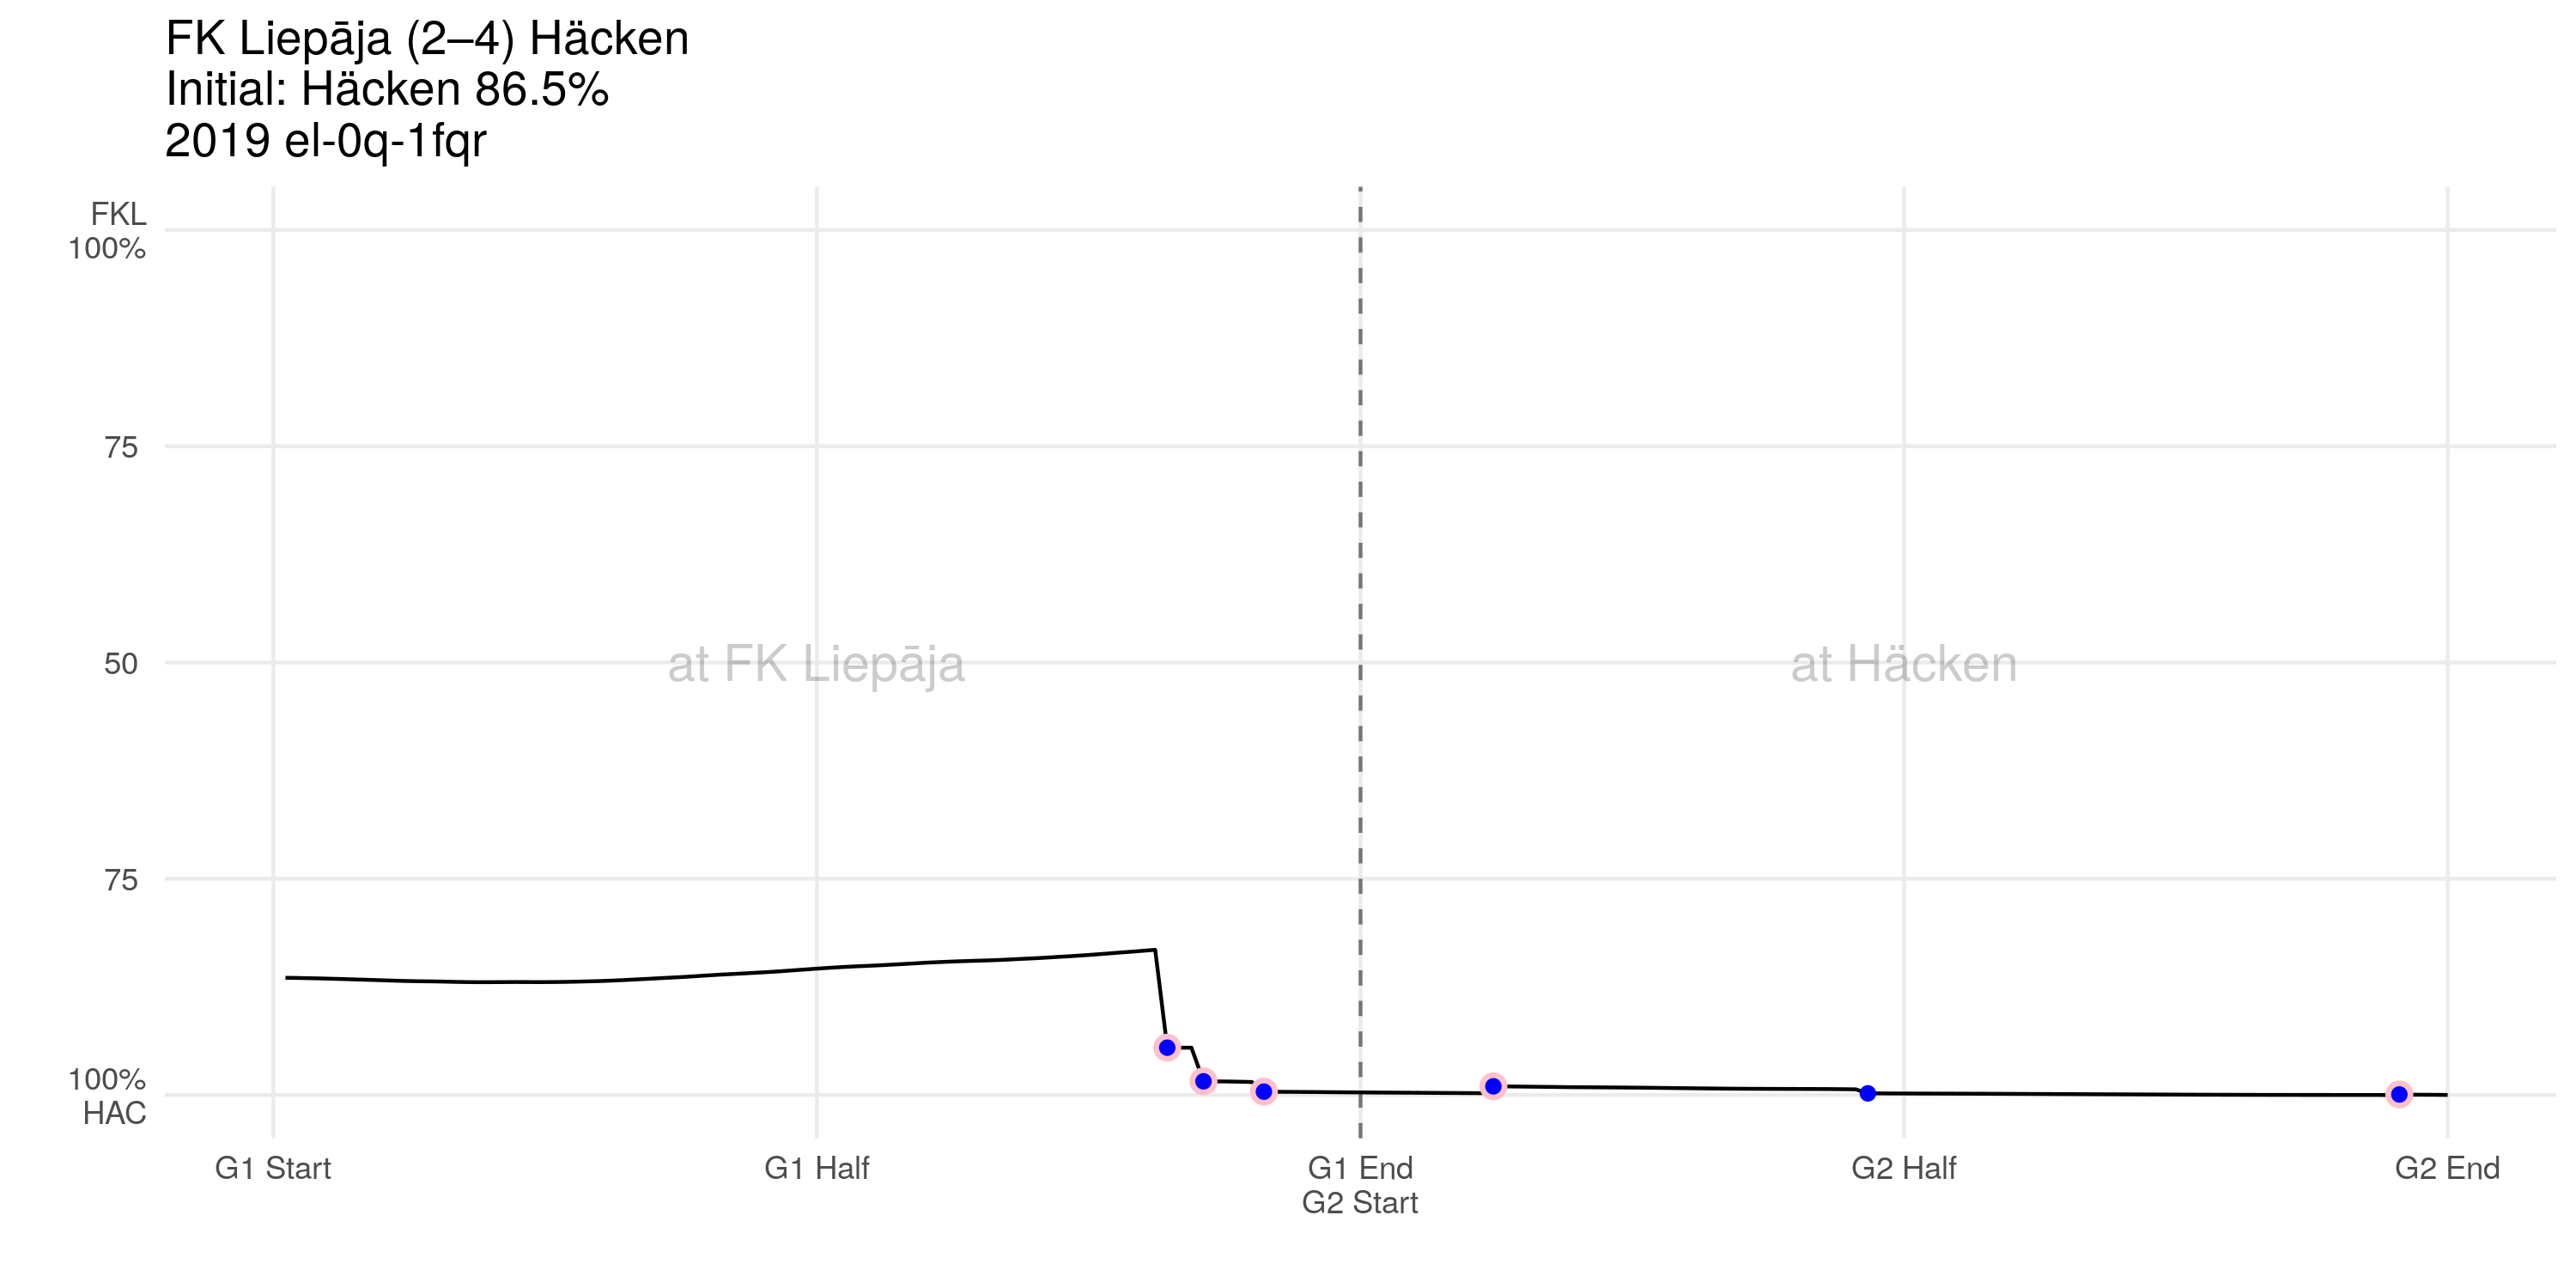 FK Liepāja (2–4) Häcken
Initial: Häcken 86.5%
2019 el-0q-1fqr
FKL
100%
75
50
75
100%
HAC
at FK Liepāja
at Häcken
G1 Start
G1 Half
G1 End
G2 Start
G2 Half
G2 End